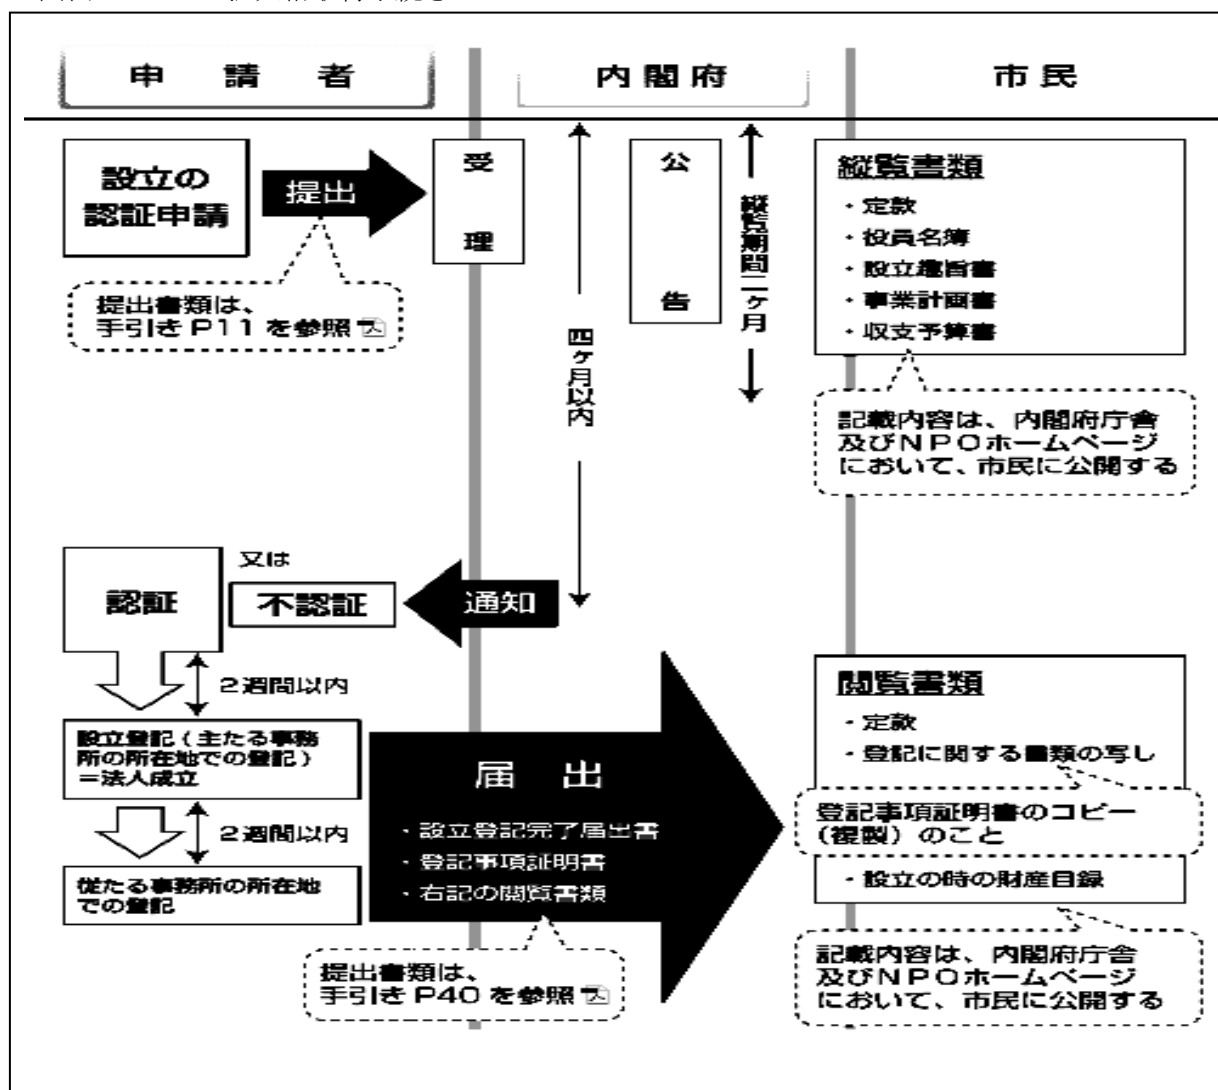 申請者
内閣府
市民
設立の
認証申請
提出
受理
提出書類は、
手引きP11を参照
四ヶ月以内
公告
縦覧期間二ヶ月
縦覧書類
・定款
・役員名簿
・設立趣旨書
・事業計画書
・収支予算書
記載内容は、内閣府庁舎
及びNPOホームページ
において、市民に公開する
認証
又は
不認証
通知
2週間以内
設立登記(主たる事務
所の所在地での登記)
=法人成立
2週間以内
従たる事務所の所在地
での登記
届出
・設立登記完了届出書
・登記事項証明書
・右記の閲覧書類
提出書類は、
手引きP40を参照
閲覧書類
・定款
・登記に関する書類の写し
登記事項証明書のコピー
(複製)のこと
・設立の時の財産目録
記載内容は、内閣府庁舎
及びNPOホームページ
において、市民に公開する